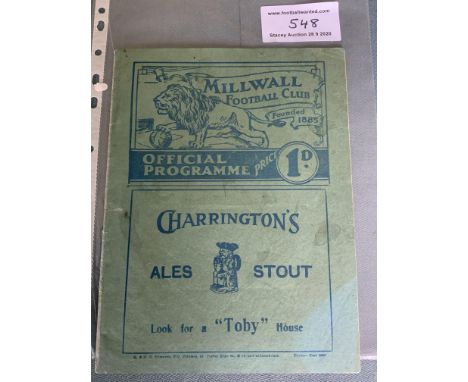 www.footballwanted.com
548
Stacey Auction 28 9 2020
MILLWALL
FOOTBALL CLUB
Founded
1885
OFFICIAL
PROGRAMME
PRICE
1D.
CHARRINGTON'S
ALES STOUT
Look for a "Toby" House